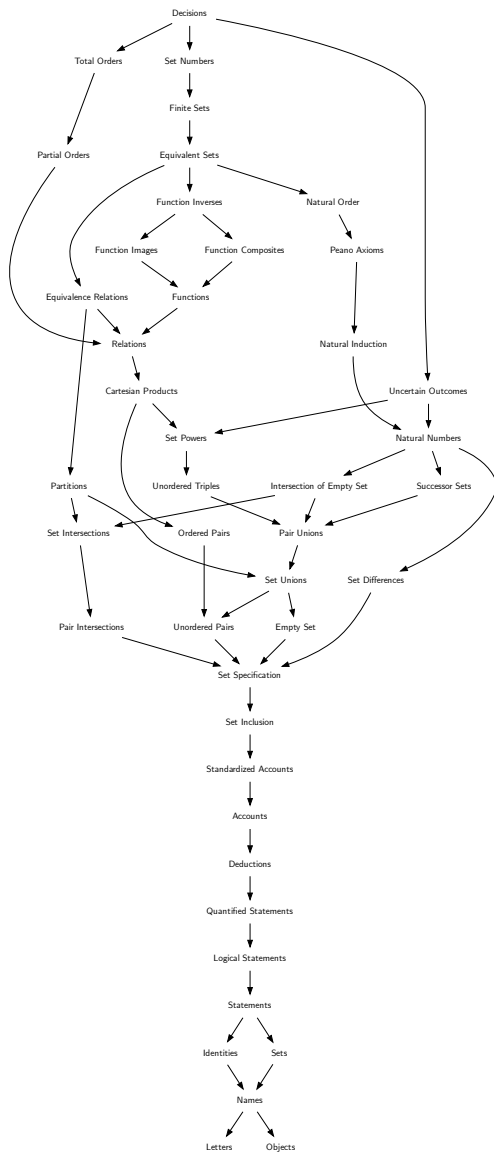 Decisions
Total Orders
Set Numbers
Finite Sets
Partial Orders
Equivalent Sets
Function Inverses
Natural Order
Function Images
Function Composites
Peano Axioms
Equivalence Relations
Functions
Relations
Natural Induction
Cartesian Products
Uncertain Outcomes
Set Powers
Natural Numbers
Partitions
Unordered Triples
Intersection of Empty Set
Successor Sets
Set Intersections
Ordered Pairs
Pair Unions
Set Unions
Set Differences
Pair Intersections
Unordered Pairs
Empty Set
Set Specification
Set Inclusion
Standardized Accounts
Accounts
Deductions
Quantified Statements
Logical Statements
Statements
Identities
Sets
Names
Letters
Objects